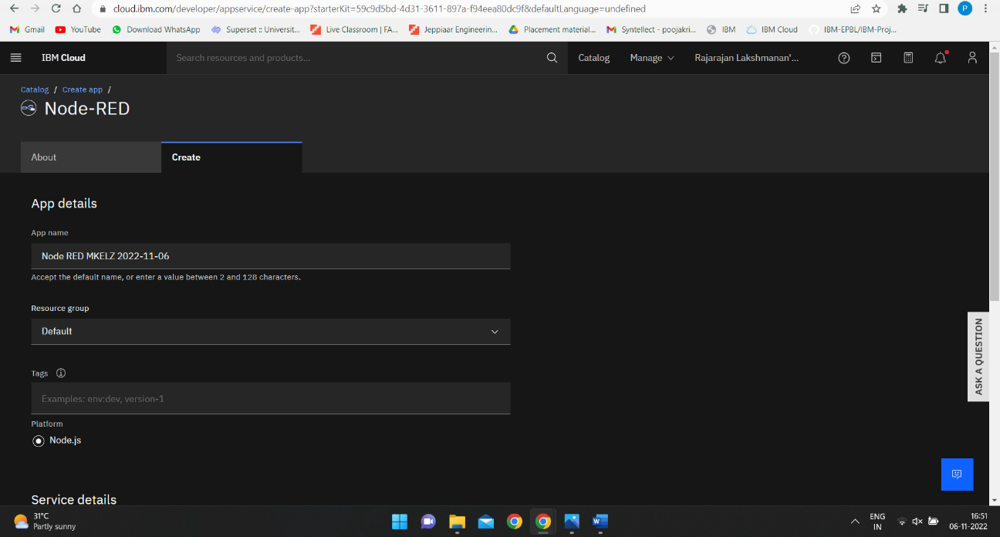 cloud.ibm.com/developer/appservice/create-app?starterKit=59c9d5bd-4d31-3611-897a-f94eea80dc9f&defaultLanguage=undefined
P
Gmail YouTube Download WhatsApp Superset :: Universit... Live Classroom | FA... Jeppiaar Engineerin... Placement material... Syntellect - poojakri... IBM IBM Cloud IBM-EPBL/IBM-Proj...
IBM Cloud Search resources and products... Catalog Manage Rajarajan Lakshmanan'...
Catalog / Create app /
Node-RED
About Create
App details
App name
Node RED MKELZ 2022-11-06
Accept the default name, or enter a value between 2 and 128 characters.
Resource group
Default
Tags
Examples: env:dev, version-1
Platform
Node.js
ASK A QUESTION
Service details
31°C
Partly sunny
ENG
IN
16:51
06-11-2022